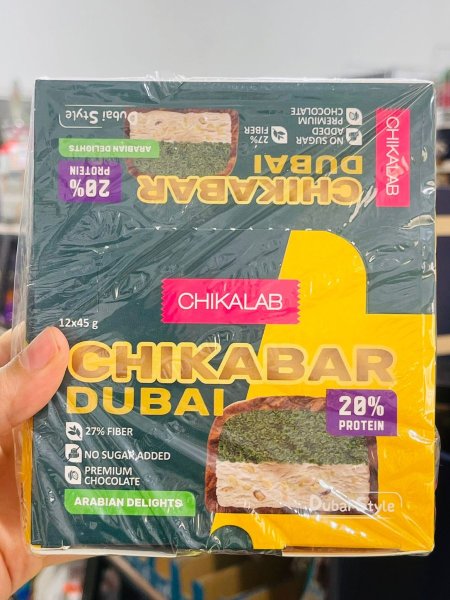 Dubai Style
27% FIBER
NO SUGAR ADDED
PREMIUM CHOCOLATE
CHIKALAB
ARABIAN DELIGHTS
20%
PROTEIN
CHIKABAR
DUBAI
CHIKALAB
12x45 g
CHIKABAR
DUBAI
20%
PROTEIN
27% FIBER
NO SUGAR ADDED
PREMIUM
CHOCOLATE
ARABIAN DELIGHTS
Dubai Style